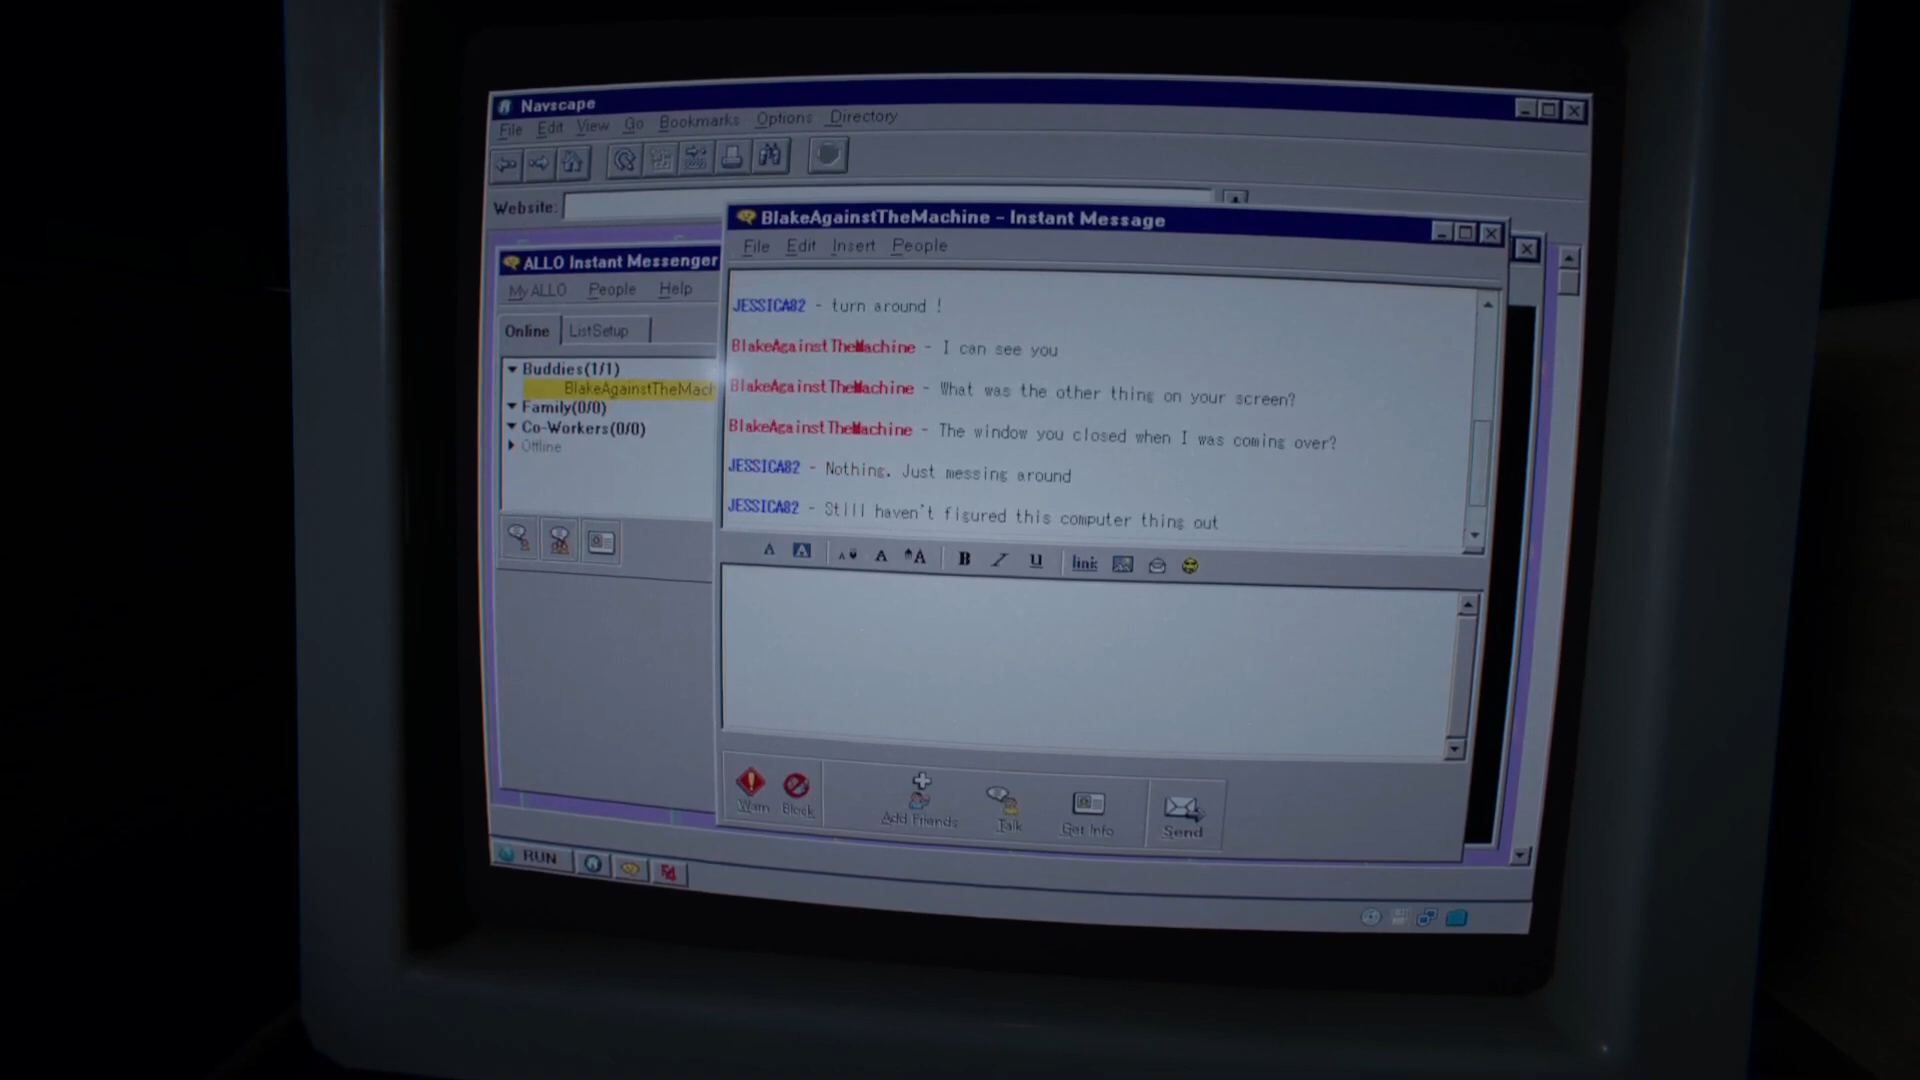 Navscape
File Edit View Go Bookmarks Options Directory
Website:
BlakeAgainstTheMachine - Instant Message
File Edit Insert People
ALLO Instant Messenger
My ALLO People Help
Online ListSetup
Buddies(1/1)
BlakeAgainstTheMach
Family(0/0)
Co-Workers(0/0)
Offline
JESSICA82 - turn around !
BlakeAgainstTheMachine - I can see you
BlakeAgainstTheMachine - What was the other thing on your screen?
BlakeAgainstTheMachine - The window you closed when I was coming over?
JESSICA82 - Nothing. Just messing around
JESSICA82 - Still haven't figured this computer thing out
A A A A A B I U link
Warn Block Add Friends Talk Get Info Send
RUN